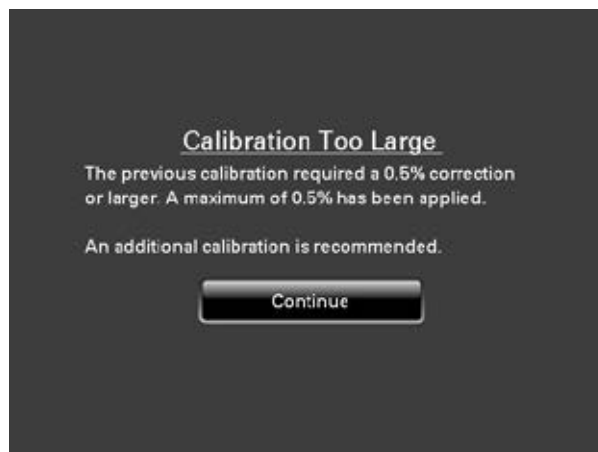 Calibration Too Large
The previous calibration required a 0.5% correction
or larger. A maximum of 0.5% has been applied.
An additional calibration is recommended.
Continue